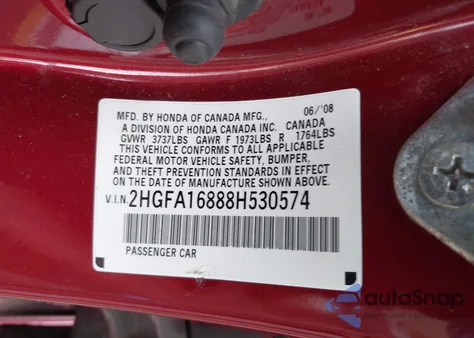 MFD. BY HONDA OF CANADA MFG., 06/'08
A DIVISION OF HONDA CANADA INC. CANADA
GVWR 3737LBS GAWR F 1973LBS R 1764LBS
THIS VEHICLE CONFORMS TO ALL APPLICABLE
FEDERAL MOTOR VEHICLE SAFETY, BUMPER,
AND THEFT PREVENTION STANDARDS IN EFFECT
ON THE DATE OF MANUFACTURE SHOWN ABOVE.
V.I.N. 2HGFA16888H530574
PASSENGER CAR
autoSnap